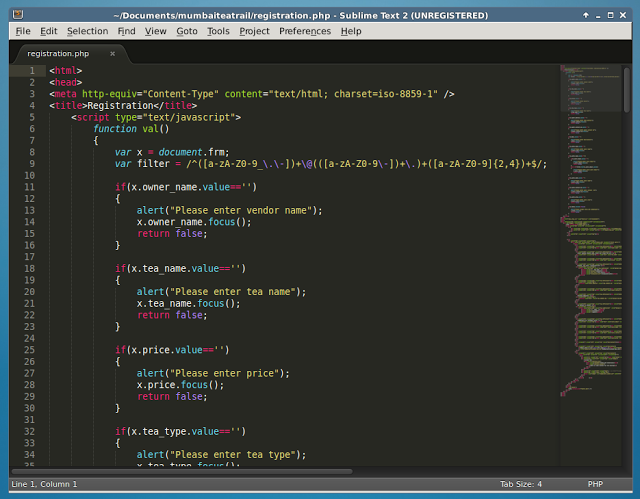 ~/Documents/mumbaiteatrail/registration.php - Sublime Text 2 (UNREGISTERED)
File Edit Selection Find View Goto Tools Project Preferences Help
registration.php ×
1 <html>
2 <head>
3 <meta http-equiv="Content-Type" content="text/html; charset=iso-8859-1" />
4 <title>Registration</title>
5 <script type="text/javascript">
6 function val()
7 {
8 var x = document.frm;
9 var filter = /^([a-zA-Z0-9_\.\-])+\@(([a-zA-Z0-9\-])+\.)+([a-zA-Z0-9]{2,4})+$/;
10
11 if(x.owner_name.value=='')
12 {
13 alert("Please enter vendor name");
14 x.owner_name.focus();
15 return false;
16 }
17
18 if(x.tea_name.value=='')
19 {
20 alert("Please enter tea name");
21 x.tea_name.focus();
22 return false;
23 }
24
25 if(x.price.value=='')
26 {
27 alert("Please enter price");
28 x.price.focus();
29 return false;
30 }
31
32 if(x.tea_type.value=='')
33 {
34 alert("Please enter tea type");
35 x.tea_type.focus();
Line 1, Column 1 Tab Size: 4 PHP